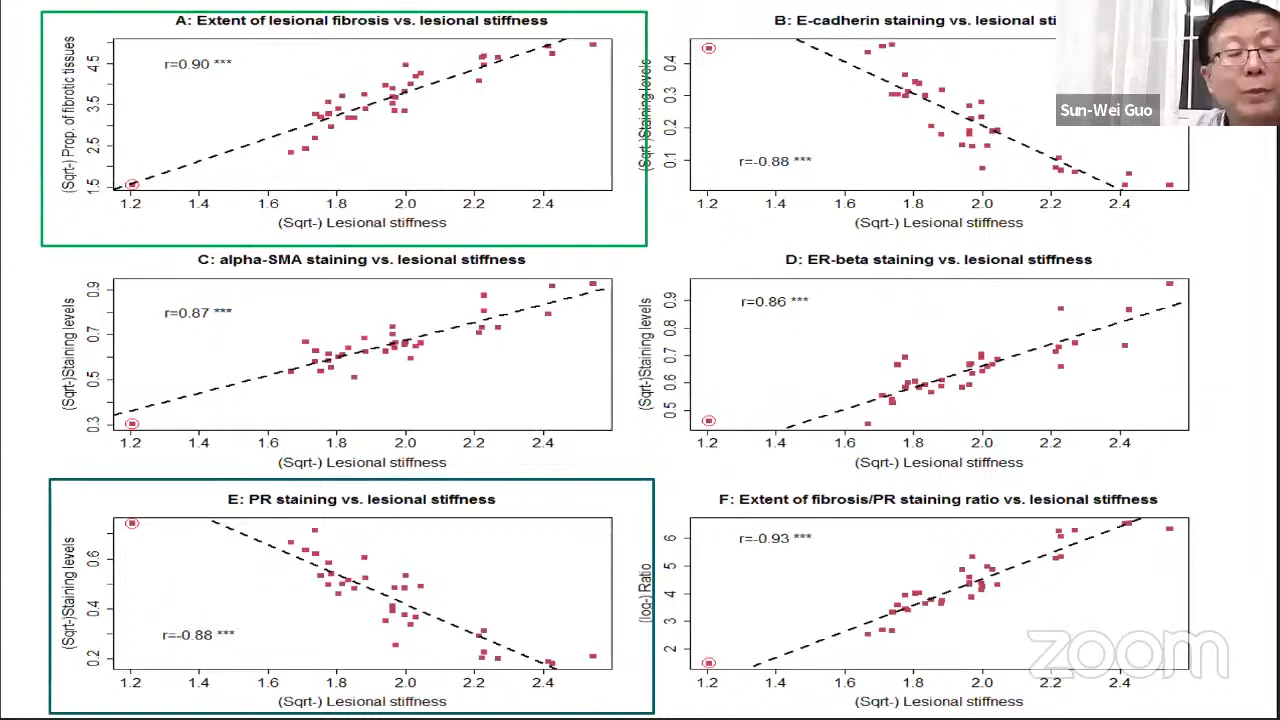 A: Extent of lesional fibrosis vs. lesional stiffness
(Sqrt-) Prop. of fibrotic tissues
4.5
3.5
2.5
1.5
r=0.90 ***
1.2 1.4 1.6 1.8 2.0 2.2 2.4
(Sqrt-) Lesional stiffness
B: E-cadherin staining vs. lesional sti
(Sqrt-)Staining levels
0.4
0.3
0.2
0.1
r=-0.88 ***
1.2 1.4 1.6 1.8 2.0 2.2 2.4
(Sqrt-) Lesional stiffness
Sun-Wei Guo
C: alpha-SMA staining vs. lesional stiffness
(Sqrt-)Staining levels
0.9
0.7
0.5
0.3
r=0.87 ***
1.2 1.4 1.6 1.8 2.0 2.2 2.4
(Sqrt-) Lesional stiffness
D: ER-beta staining vs. lesional stiffness
(Sqrt-)Staining levels
0.9
0.8
0.7
0.6
0.5
r=0.86 ***
1.2 1.4 1.6 1.8 2.0 2.2 2.4
(Sqrt-) Lesional stiffness
E: PR staining vs. lesional stiffness
(Sqrt-)Staining levels
0.6
0.4
0.2
r=-0.88 ***
1.2 1.4 1.6 1.8 2.0 2.2 2.4
(Sqrt-) Lesional stiffness
F: Extent of fibrosis/PR staining ratio vs. lesional stiffness
(log-) Ratio
6
5
4
3
2
r=-0.93 ***
1.2 1.4 1.6 1.8 2.0 2.2 2.4
(Sqrt-) Lesional stiffness
zoom